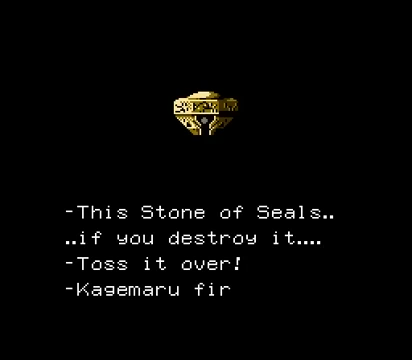 -This Stone of Seals..
..if you destroy it....
-Toss it over!
-Kagemaru fir